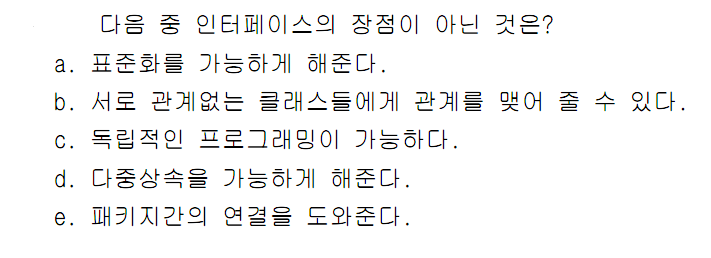 다음 중 인터페이스의 장점이 아닌 것은?
a. 표준화를 가능하게 해준다.
b. 서로 관계없는 클래스들에게 관계를 맺어 줄 수 있다.
c. 독립적인 프로그래밍이 가능하다.
d. 다중상속을 가능하게 해준다.
e. 패키지간의 연결을 도와준다.